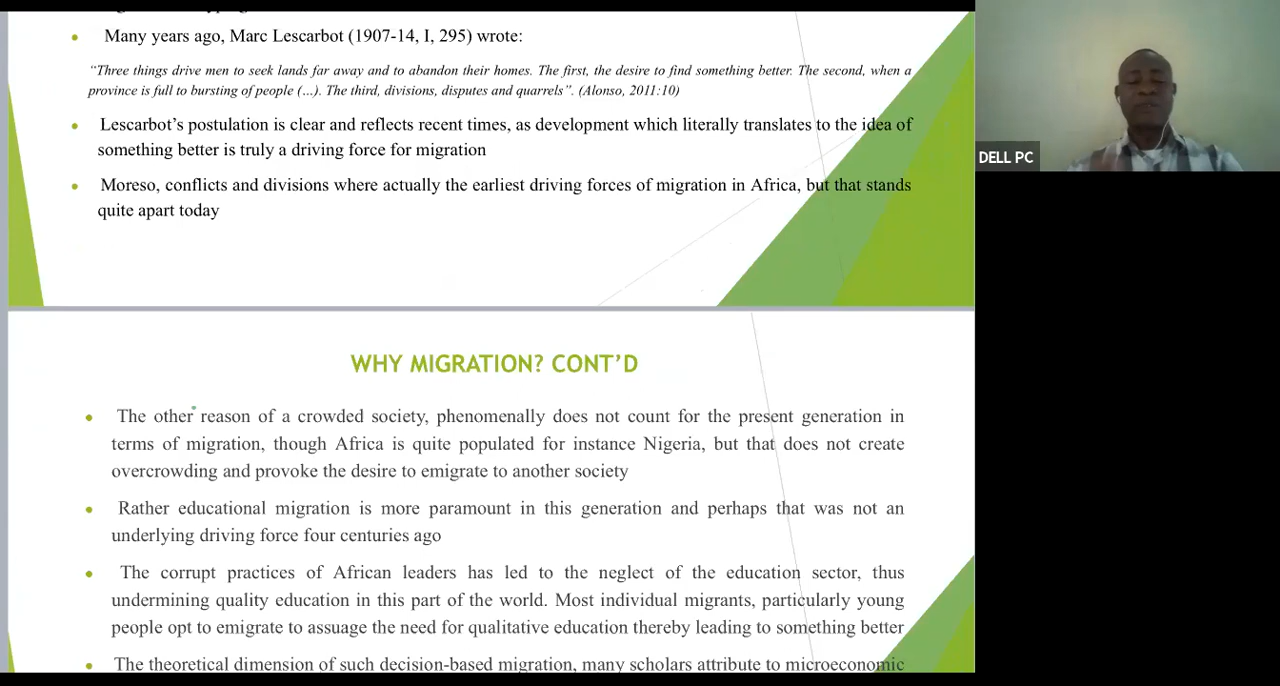 Many years ago, Marc Lescarbot (1907-14, I, 295) wrote:
“Three things drive men to seek lands far away and to abandon their homes. The first, the desire to find something better. The second, when a
province is full to bursting of people (…). The third, divisions, disputes and quarrels”. (Alonso, 2011:10)
Lescarbot’s postulation is clear and reflects recent times, as development which literally translates to the idea of
something better is truly a driving force for migration
Moreso, conflicts and divisions where actually the earliest driving forces of migration in Africa, but that stands
quite apart today
WHY MIGRATION? CONT’D
The other reason of a crowded society, phenomenally does not count for the present generation in
terms of migration, though Africa is quite populated for instance Nigeria, but that does not create
overcrowding and provoke the desire to emigrate to another society
Rather educational migration is more paramount in this generation and perhaps that was not an
underlying driving force four centuries ago
The corrupt practices of African leaders has led to the neglect of the education sector, thus
undermining quality education in this part of the world. Most individual migrants, particularly young
people opt to emigrate to assuage the need for qualitative education thereby leading to something better
The theoretical dimension of such decision-based migration, many scholars attribute to microeconomic
DELL PC